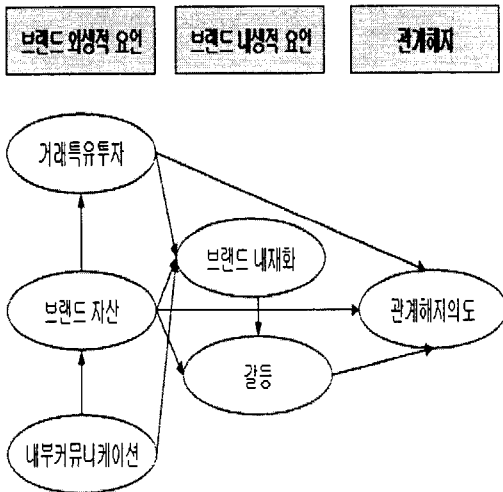 브랜드 외생적 요인
브랜드 내생적 요인
관계해지
거래특유투자
브랜드 내재화
브랜드 자산
관계해지의도
갈등
내부커뮤니케이션